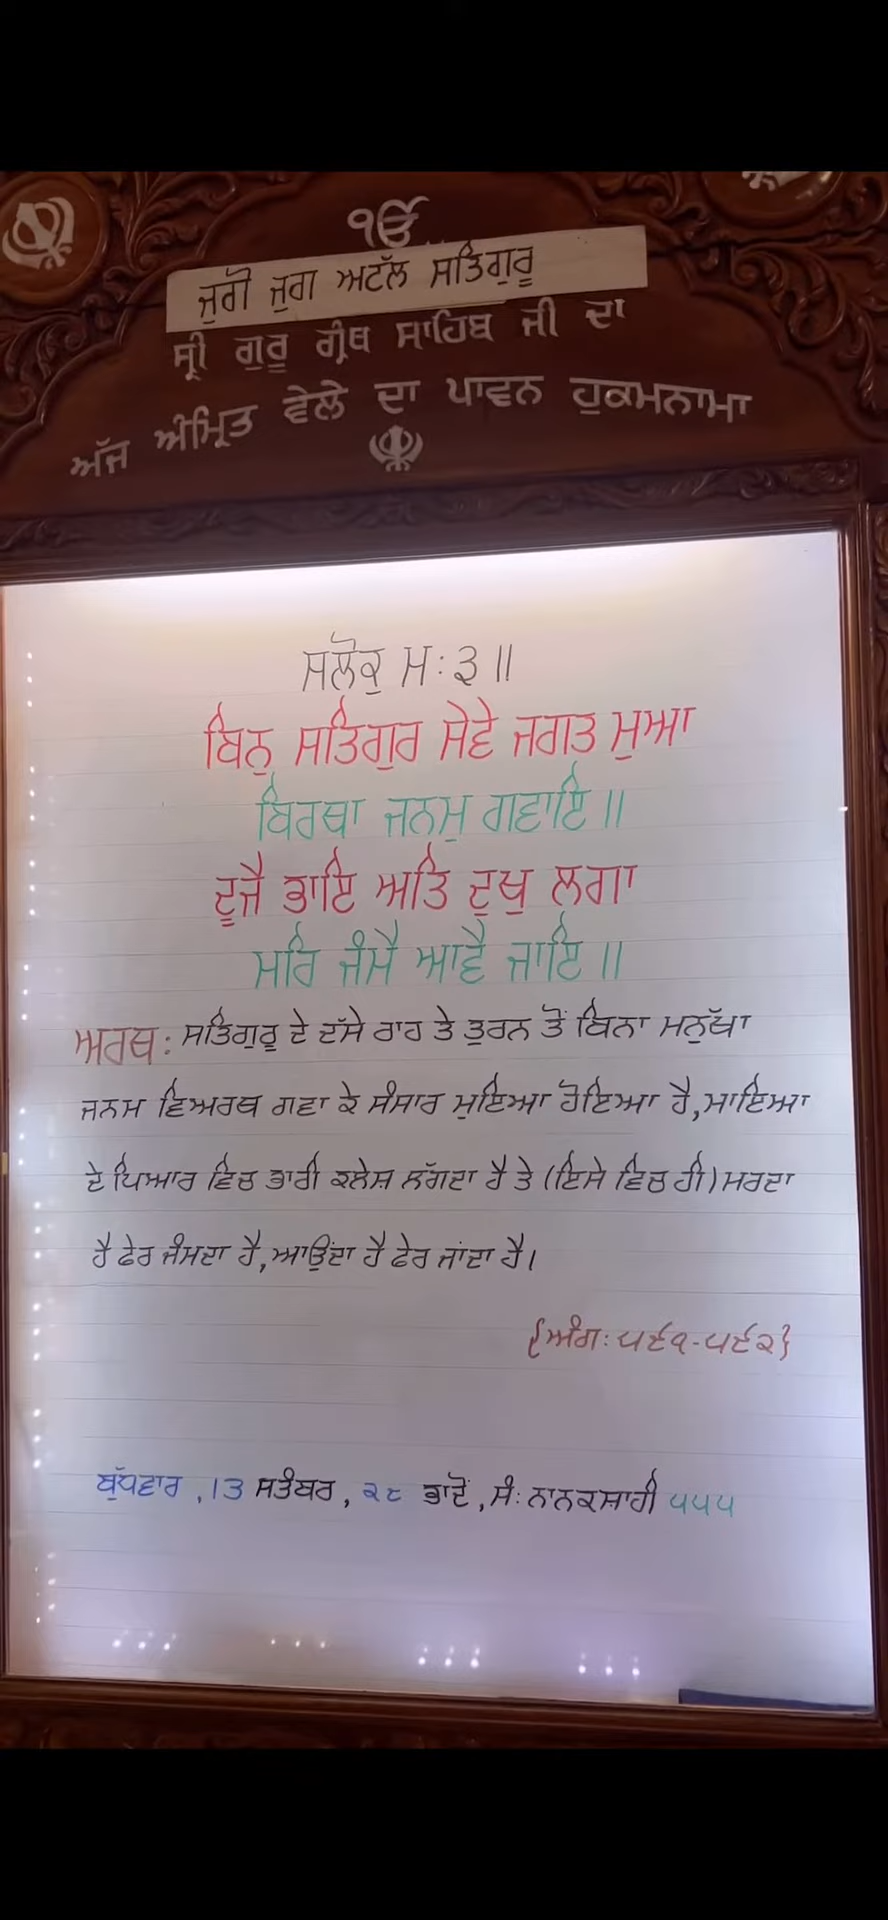 ੴ
ਜੁਗੋ ਜੁਗ ਅਟੱਲ ਸਤਿਗੁਰੂ
ਸ੍ਰੀ ਗੁਰੂ ਗ੍ਰੰਥ ਸਾਹਿਬ ਜੀ ਦਾ
ਅੱਜ ਅੰਮ੍ਰਿਤ ਵੇਲੇ ਦਾ ਪਾਵਨ ਹੁਕਮਨਾਮਾ
ਸਲੋਕੁ ਮ: ੩ ॥
ਬਿਨੁ ਸਤਿਗੁਰ ਸੇਵੇ ਜਗਤ ਮੁਆ
ਬਿਰਥਾ ਜਨਮੁ ਗਵਾਇ ॥
ਦੂਜੈ ਭਾਇ ਅਤਿ ਦੁਖੁ ਲਗਾ
ਮਰਿ ਜੰਮੈ ਆਵੈ ਜਾਇ ॥
ਅਰਥ: ਸਤਿਗੁਰੂ ਦੇ ਦੱਸੇ ਰਾਹ ਤੇ ਤੁਰਨ ਤੋਂ ਬਿਨਾ ਮਨੁੱਖਾ
ਜਨਮ ਵਿਅਰਥ ਗਵਾ ਕੇ ਸੰਸਾਰ ਮੁਇਆ ਹੋਇਆ ਹੈ,ਮਾਇਆ
ਦੇ ਪਿਆਰ ਵਿਚ ਭਾਰੀ ਕਲੇਸ਼ ਲੱਗਦਾ ਹੈ ਤੇ (ਇਸੇ ਵਿਚ ਹੀ) ਮਰਦਾ
ਹੈ ਫੇਰ ਜੰਮਦਾ ਹੈ,ਆਉਂਦਾ ਹੈ ਫੇਰ ਜਾਂਦਾ ਹੈ।
{ਅੰਗ: ੫੯੧-੫੯੨}
ਬੁੱਧਵਾਰ ,13 ਸਤੰਬਰ, ੨੮ ਭਾਦੋਂ ,ਸੰ: ਨਾਨਕਸ਼ਾਹੀ ੫੫੫